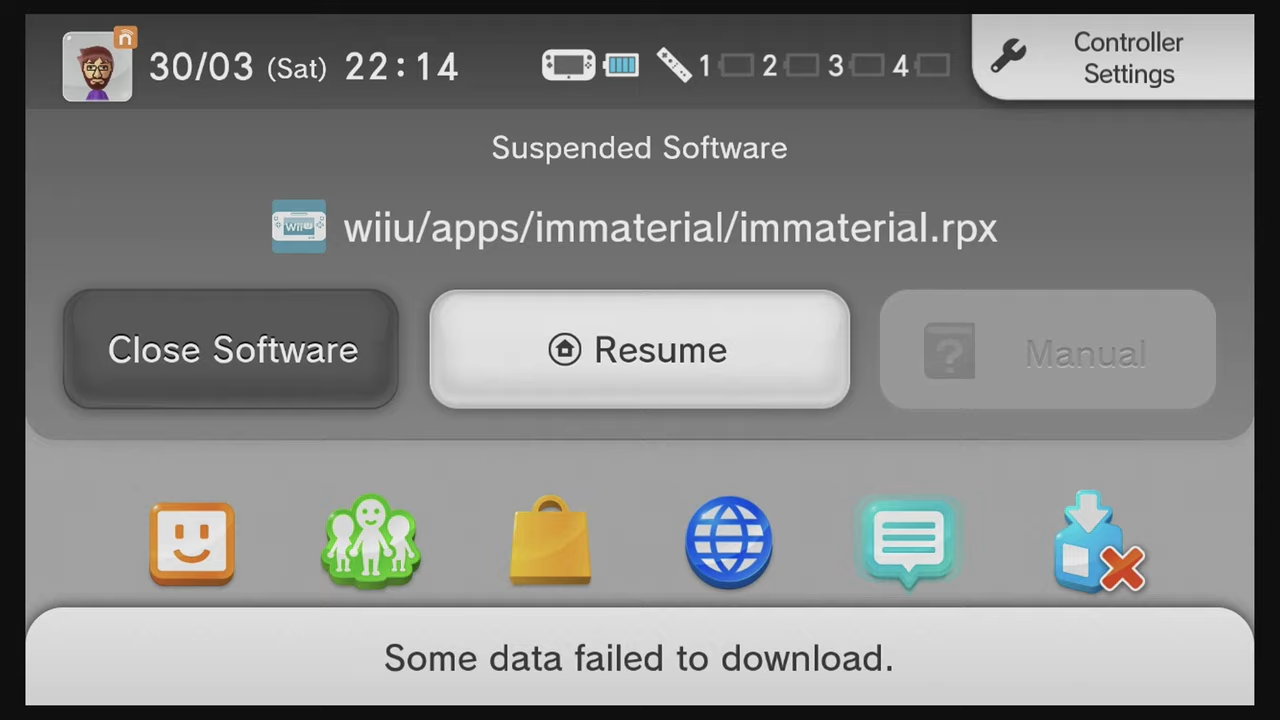 30/03 (Sat) 22:14
1 2 3 4
Controller
Settings
Suspended Software
WiiU
wiiu/apps/immaterial/immaterial.rpx
Close Software
Resume
? Manual
Some data failed to download.